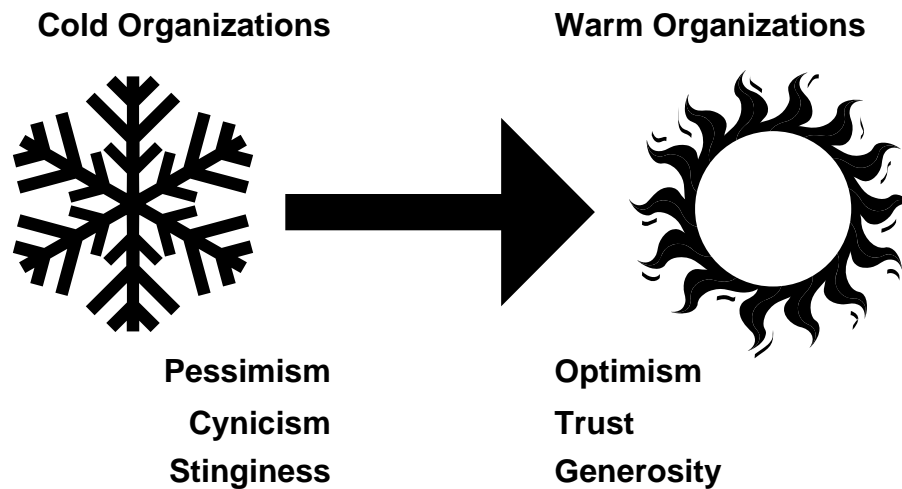 Cold Organizations
Warm Organizations
Pessimism
Optimism
Cynicism
Trust
Stinginess
Generosity